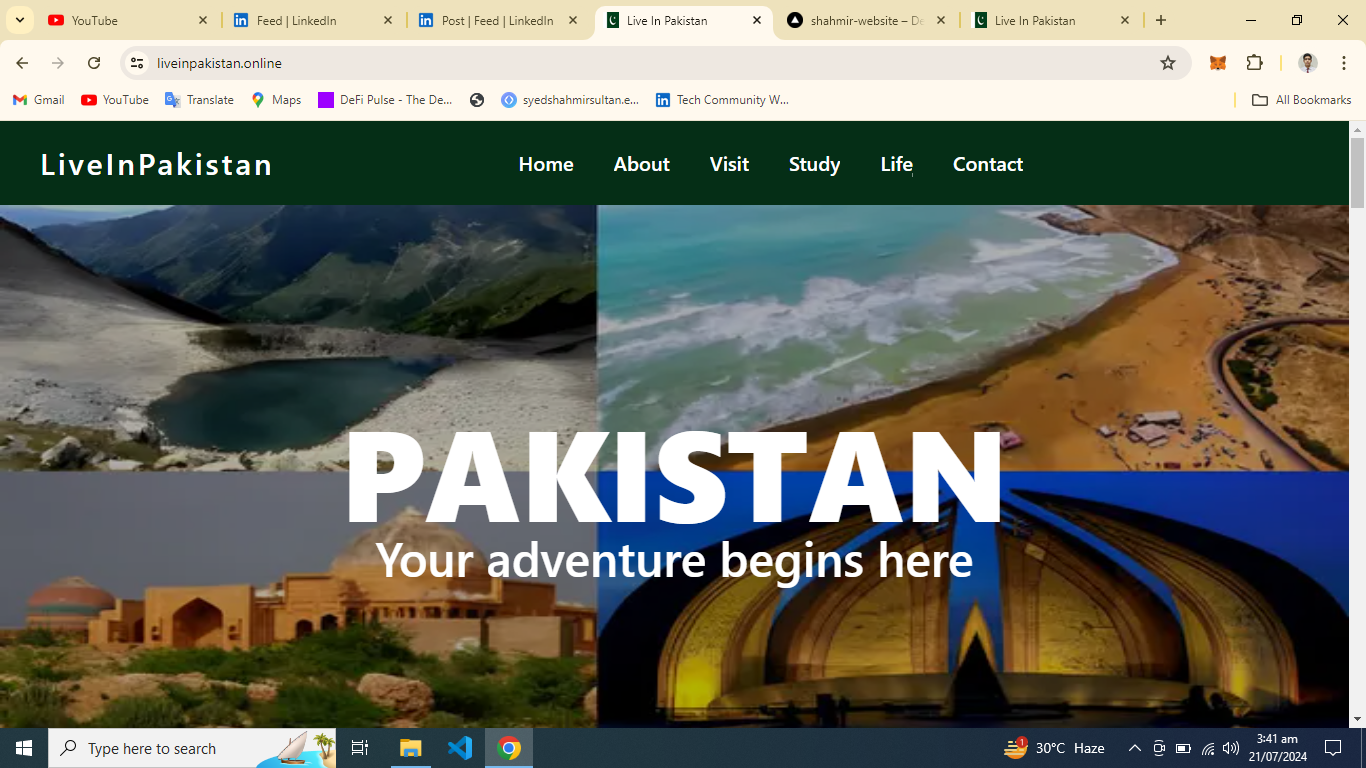 YouTube
Feed | LinkedIn
Post | Feed | LinkedIn
Live In Pakistan
shahmir-website – De
Live In Pakistan
liveinpakistan.online
Gmail
YouTube
Translate
Maps
DeFi Pulse - The De...
syedshahmirsultan.e...
Tech Community W...
All Bookmarks
LiveInPakistan
Home
About
Visit
Study
Life
Contact
PAKISTAN
Your adventure begins here
Type here to search
1
30°C Haze
3:41 am
21/07/2024